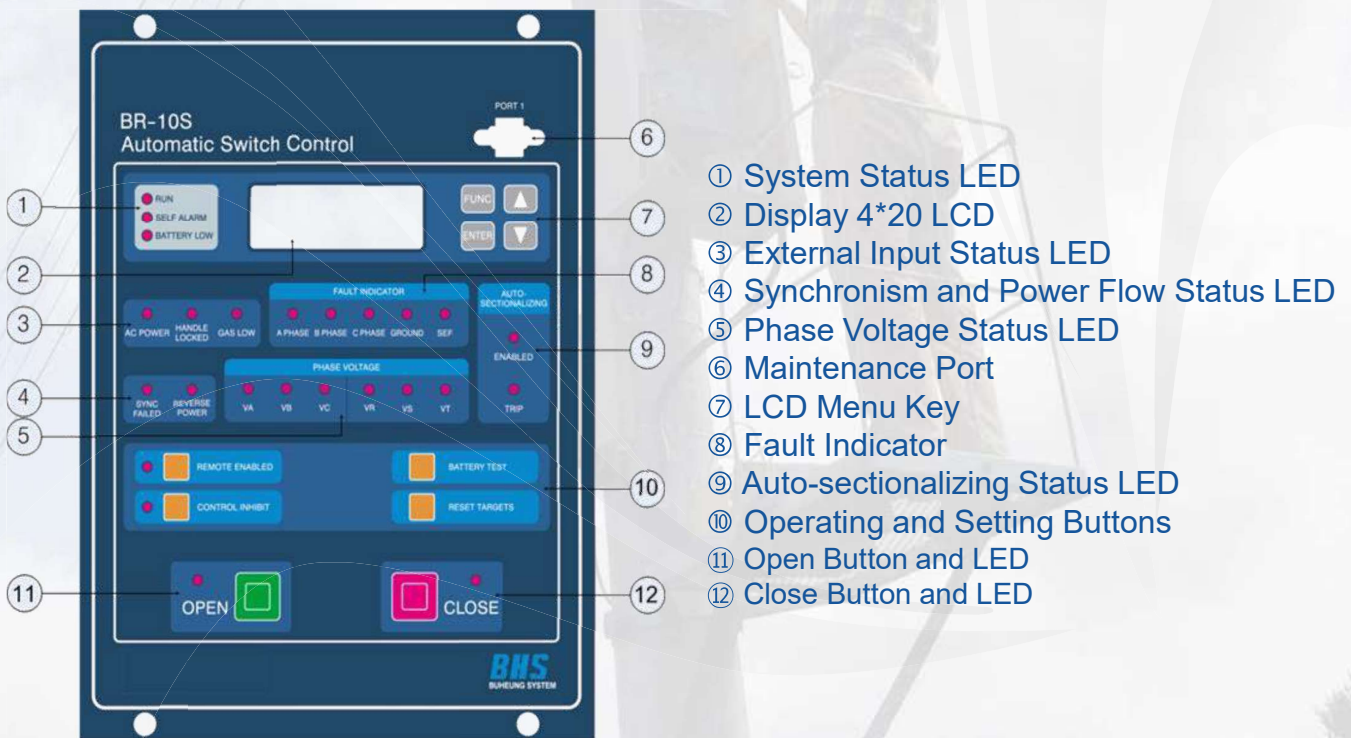 PORT 1
BR-10S
Automatic Switch Control
6
1
RUN
SELF ALARM
BATTERY LOW
FUNC
ENTER
7
2
8
FAULT INDICATOR
AUTO-
SECTIONALIZING
3
AC POWER
HANDLE
LOCKED
GAS LOW
A PHASE
B PHASE
C PHASE
GROUND
SEF
ENABLED
9
PHASE VOLTAGE
4
SYNC
FAILED
REVERSE
POWER
VA
VB
VC
VR
VS
VT
TRIP
5
REMOTE ENABLED
BATTERY TEST
10
CONTROL INHIBIT
RESET TARGETS
11
OPEN
CLOSE
12
BHS
BUHEUNG SYSTEM
① System Status LED
② Display 4*20 LCD
③ External Input Status LED
④ Synchronism and Power Flow Status LED
⑤ Phase Voltage Status LED
⑥ Maintenance Port
⑦ LCD Menu Key
⑧ Fault Indicator
⑨ Auto-sectionalizing Status LED
⑩ Operating and Setting Buttons
⑪ Open Button and LED
⑫ Close Button and LED